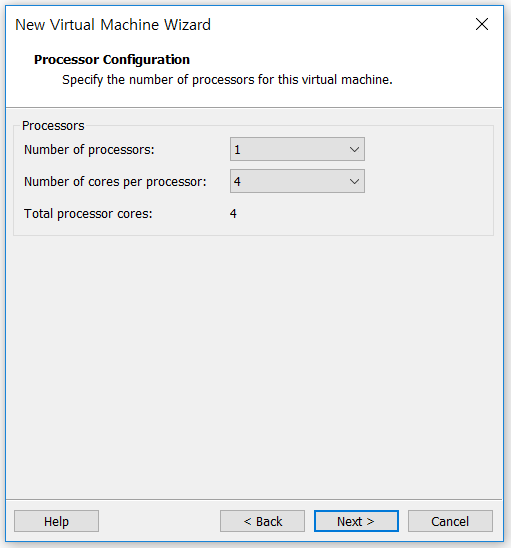 New Virtual Machine Wizard
Processor Configuration
Specify the number of processors for this virtual machine.
Processors
Number of processors: 1
Number of cores per processor: 4
Total processor cores: 4
Help < Back Next > Cancel